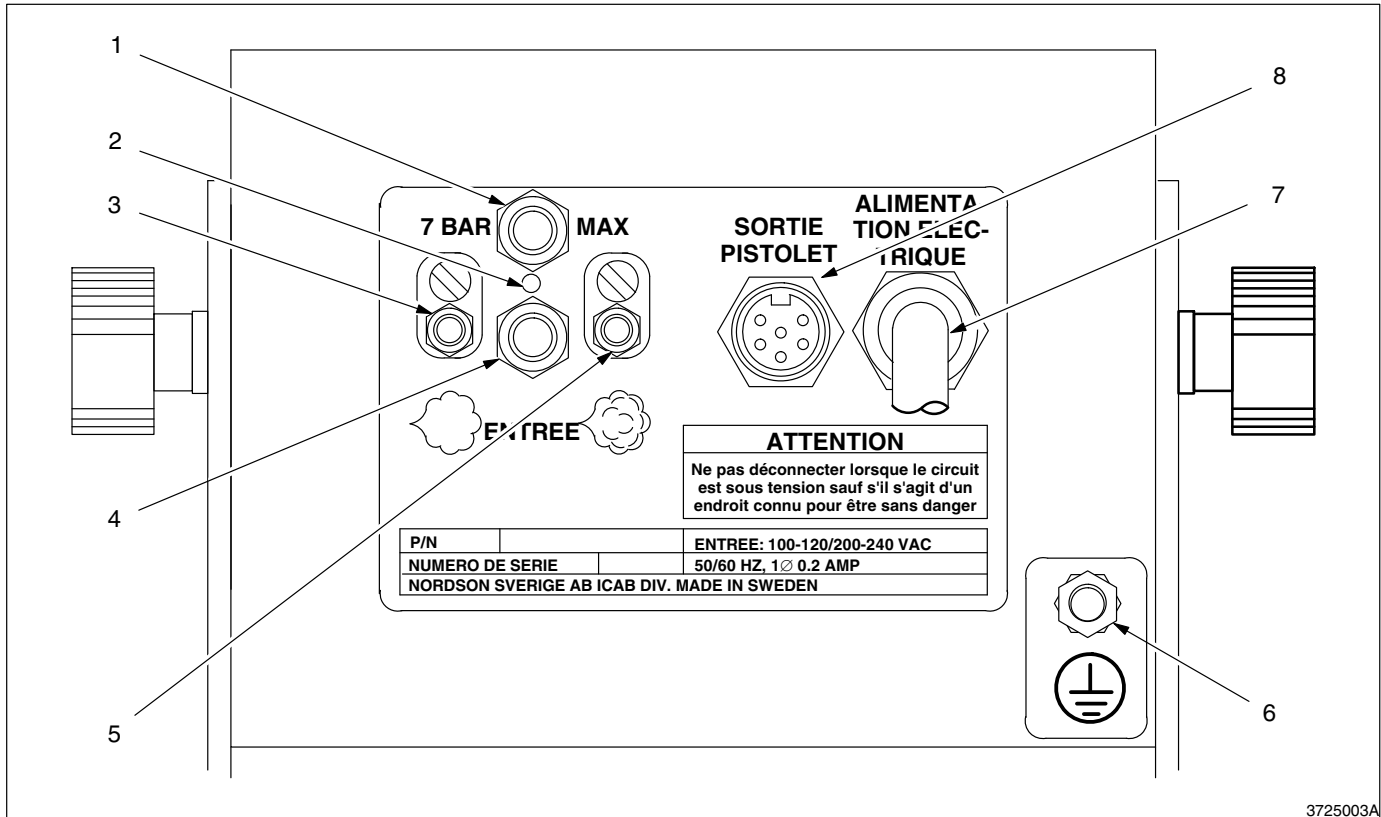 1
2
3
4
5
6
7
8
7 BAR MAX
SORTIE
PISTOLET
ALIMENTA
TION ELEC-
TRIQUE
ENTREE
ATTENTION
Ne pas déconnecter lorsque le circuit
est sous tension sauf s'il s'agit d'un
endroit connu pour être sans danger
P/N
ENTREE: 100-120/200-240 VAC
NUMERO DE SERIE
50/60 HZ, 1∅ 0.2 AMP
NORDSON SVERIGE AB ICAB DIV. MADE IN SWEDEN
3725003A